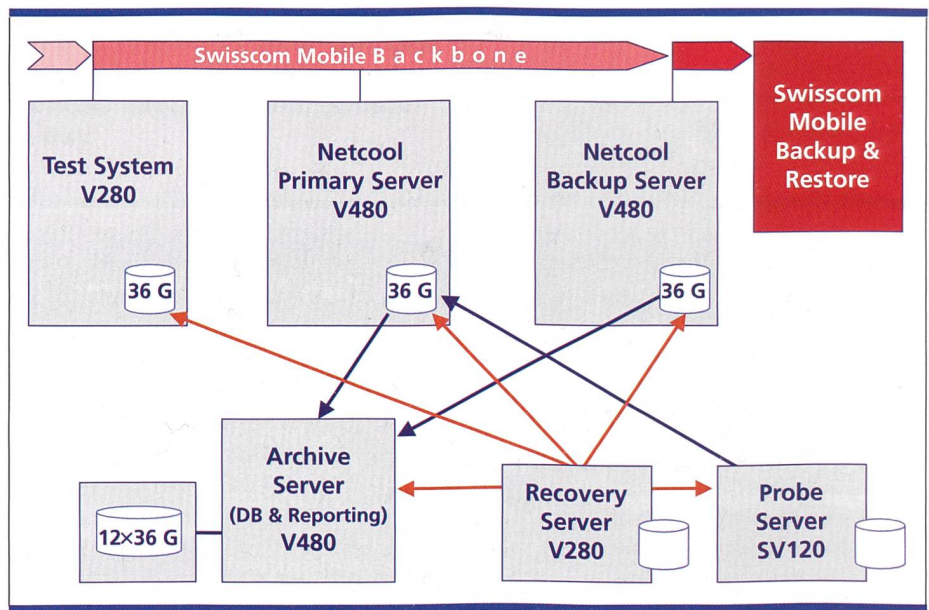 Swisscom Mobile Backbone
Swisscom
Mobile
Backup &
Restore
Test System
V280
36 G
Netcool
Primary Server
V480
36 G
Netcool
Backup Server
V480
36 G
Archive
Server
(DB & Reporting)
V480
12×36 G
Recovery
Server
V280
Probe
Server
SV120